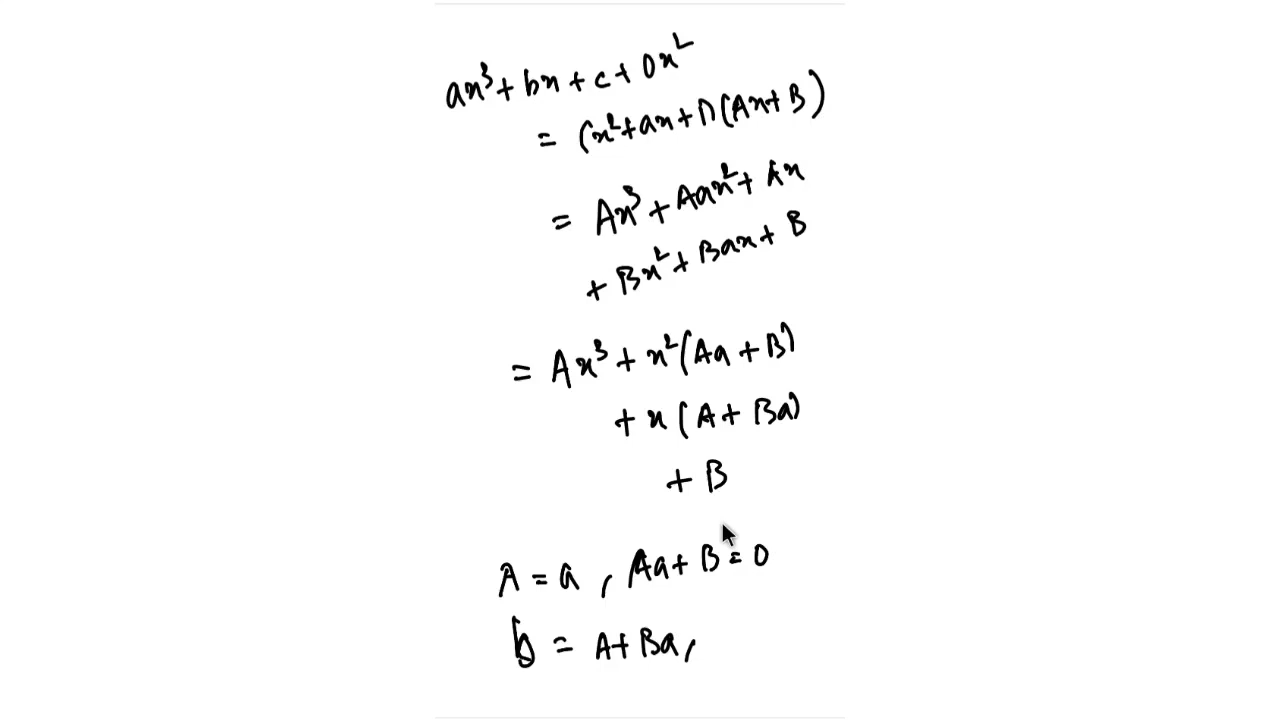 ax³ + bx + c + 0x²
= (x² + ax + 1)(Ax + B)
= Ax³ + Aax² + Ax
+ Bx² + Bax + B
= Ax³ + x²(Aa + B)
+ x(A + Ba)
+ B
A = a, Aa + B = 0
b = A + Ba,